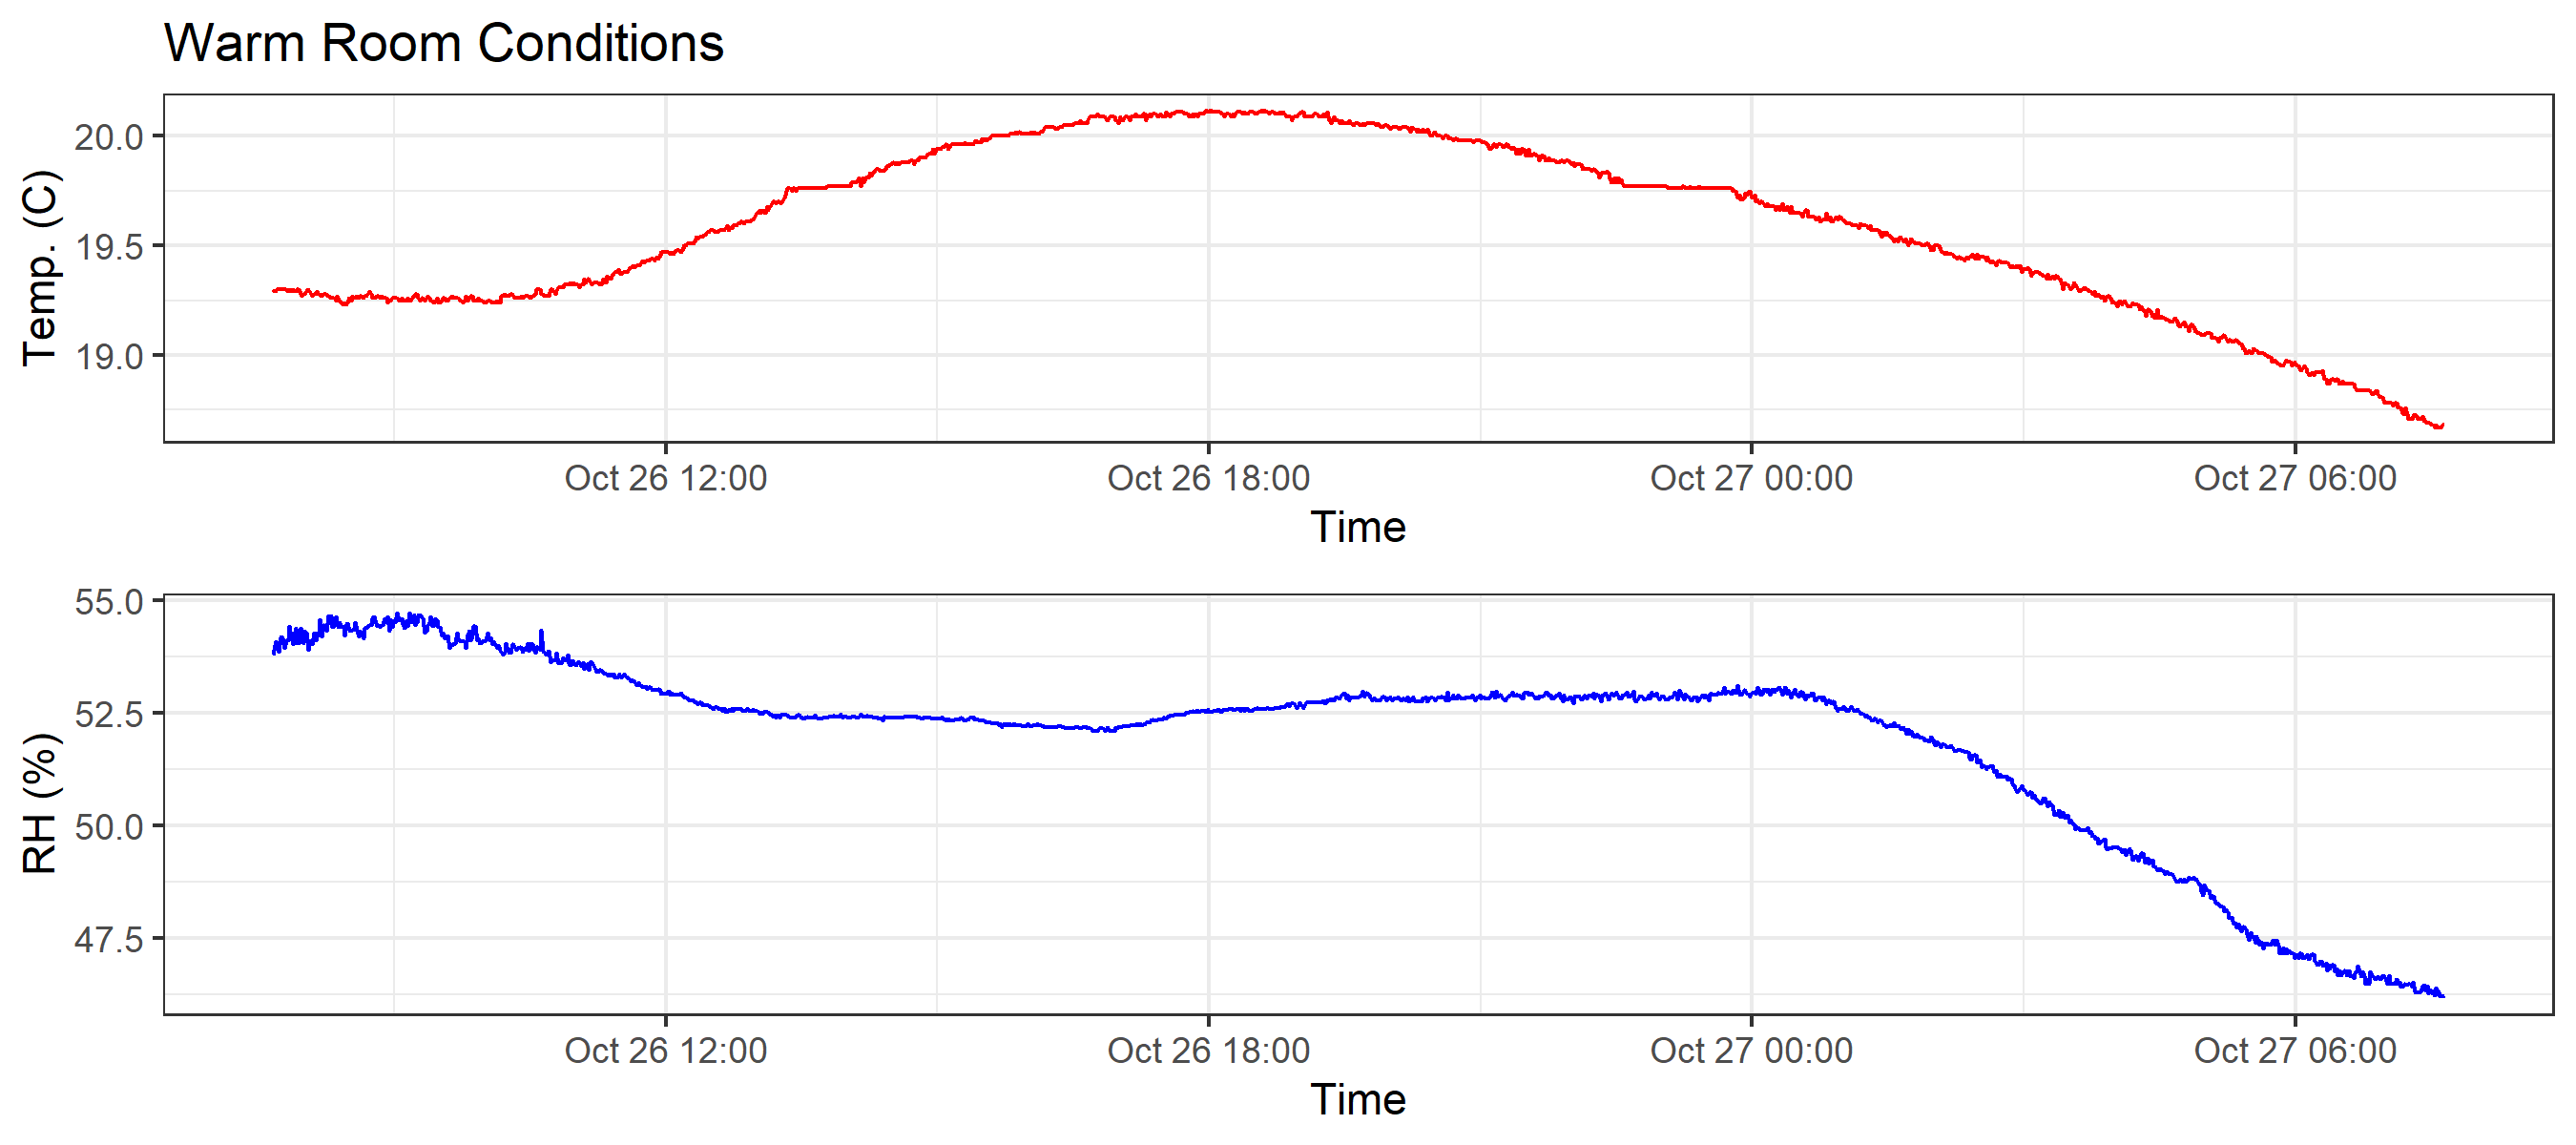 Warm Room Conditions
20.0
19.5
19.0
Temp. (C)
Oct 26 12:00 Oct 26 18:00 Oct 27 00:00 Oct 27 06:00
Time
55.0
52.5
50.0
47.5
RH (%)
Oct 26 12:00 Oct 26 18:00 Oct 27 00:00 Oct 27 06:00
Time